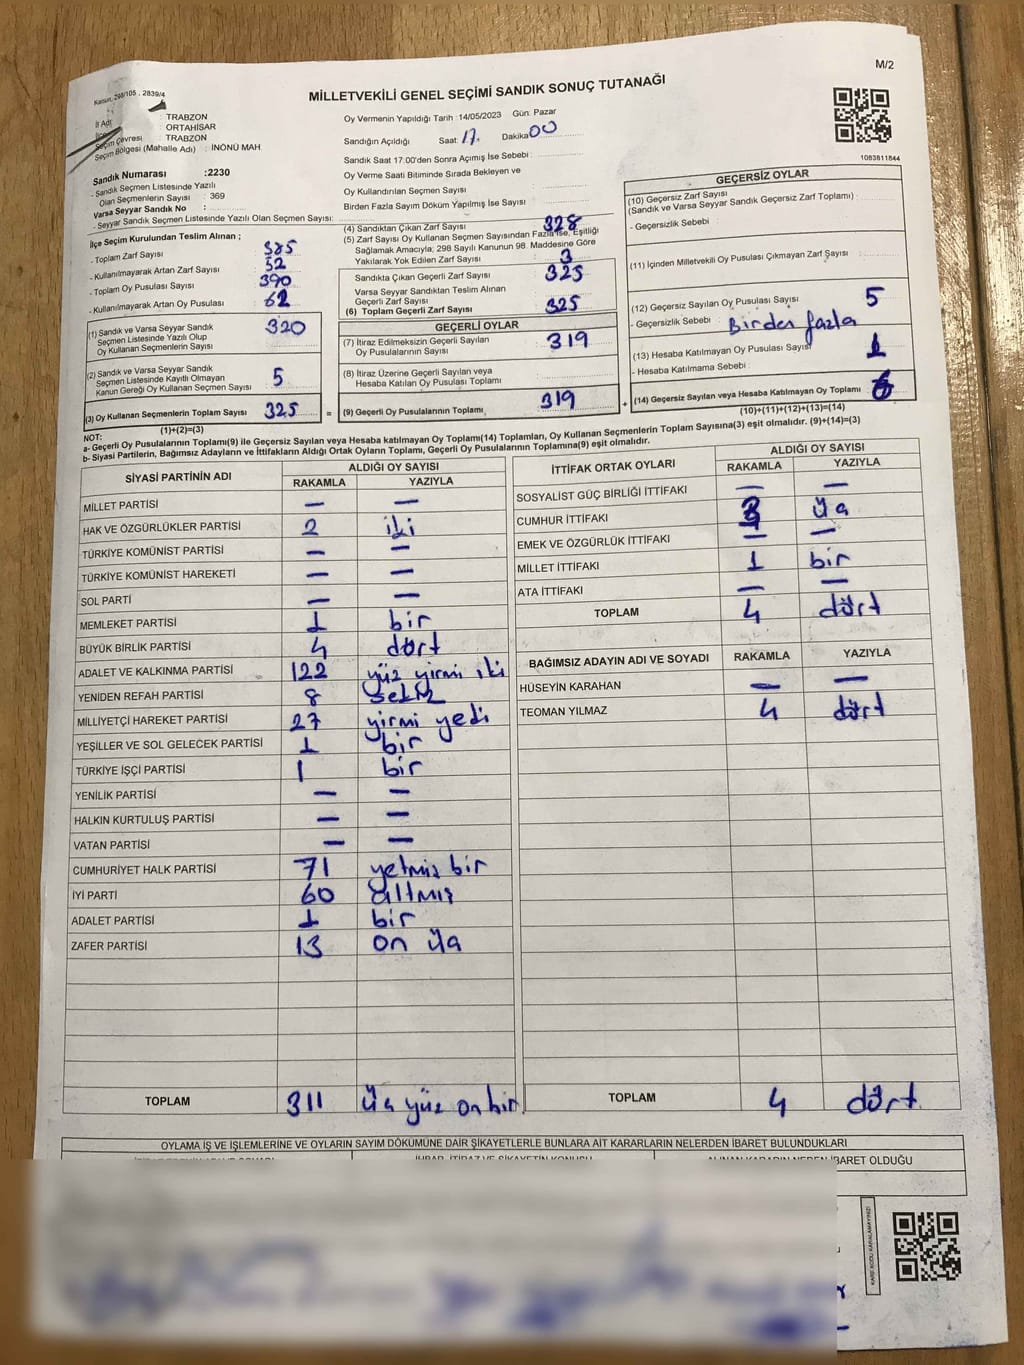 M/2
Kanun, 298/105 , 2839/4
MİLLETVEKİLİ GENEL SEÇİMİ SANDIK SONUÇ TUTANAĞI
İl Adı : TRABZON
ORTAHİSAR
Seçim Çevresi : TRABZON
Seçim Bölgesi (Mahalle Adı) : İNÖNÜ MAH.
Oy Vermenin Yapıldığı Tarih : 14/05/2023 Gün: Pazar
Sandığın Açıldığı Saat: 17. Dakika 00
Sandık Saat 17:00'den Sonra Açımış İse Sebebi :
Oy Verme Saati Bitiminde Sırada Bekleyen ve
Oy Kullandırılan Seçmen Sayısı
Birden Fazla Sayım Döküm Yapılmış İse Sayısı
1083811844
Sandık Numarası :2230
- Sandık Seçmen Listesinde Yazılı
Olan Seçmenlerin Sayısı : 369
Varsa Seyyar Sandık No :
- Seyyar Sandık Seçmen Listesinde Yazılı Olan Seçmen Sayısı:
İlçe Seçim Kurulundan Teslim Alınan ;
- Toplam Zarf Sayısı 385
- Kullanılmayarak Artan Zarf Sayısı 52
- Toplam Oy Pusulası Sayısı 390
- Kullanılmayarak Artan Oy Pusulası : 62
(1) Sandık ve Varsa Seyyar Sandık
Seçmen Listesinde Yazılı Olup
Oy Kullanan Seçmenlerin Sayısı 320
(2) Sandık ve Varsa Seyyar Sandık
Seçmen Listesinde Kayıtlı Olmayan
Kanun Gereği Oy Kullanan Seçmen Sayısı 5
(3) Oy Kullanan Seçmenlerin Toplam Sayısı 325 =
(1)+(2)=(3)
(4) Sandıktan Çıkan Zarf Sayısı 328
(5) Zarf Sayısı Oy Kullanan Seçmen Sayısından Fazla İse, Eşitliği
Sağlamak Amacıyla; 298 Sayılı Kanunun 98. Maddesine Göre
Yakılarak Yok Edilen Zarf Sayısı : 3
Sandıkta Çıkan Geçerli Zarf Sayısı 325
Varsa Seyyar Sandıktan Teslim Alınan
Geçerli Zarf Sayısı
(6) Toplam Geçerli Zarf Sayısı 325
GEÇERLİ OYLAR
(7) İtiraz Edilmeksizin Geçerli Sayılan
Oy Pusulalarının Sayısı 319
(8) İtiraz Üzerine Geçerli Sayılan veya
Hesaba Katılan Oy Pusulası Toplamı
(9) Geçerli Oy Pusulalarının Toplamı 319 +
GEÇERSİZ OYLAR
(10) Geçersiz Zarf Sayısı
(Sandık ve Varsa Seyyar Sandık Geçersiz Zarf Toplamı) :
- Geçersizlik Sebebi :
(11) İçinden Milletvekili Oy Pusulası Çıkmayan Zarf Sayısı
(12) Geçersiz Sayılan Oy Pusulası Sayısı 5
- Geçersizlik Sebebi : Birden fazla
(13) Hesaba Katılmayan Oy Pusulası Sayısı 1
- Hesaba Katılmama Sebebi :
(14) Geçersiz Sayılan veya Hesaba Katılmayan Oy Toplamı 6
(10)+(11)+(12)+(13)=(14)
NOT:
a- Geçerli Oy Pusulalarının Toplamı(9) ile Geçersiz Sayılan veya Hesaba katılmayan Oy Toplamı(14) Toplamları, Oy Kullanan Seçmenlerin Toplam Sayısına(3) eşit olmalıdır. (9)+(14)=(3)
b- Siyasi Partilerin, Bağımsız Adayların ve İttifakların Aldığı Ortak Oyların Toplamı, Geçerli Oy Pusulalarının Toplamına(9) eşit olmalıdır.
SİYASİ PARTİNİN ADI ALDIĞI OY SAYISI
RAKAMLA YAZIYLA
MİLLET PARTİSİ — —
HAK VE ÖZGÜRLÜKLER PARTİSİ 2 iki
TÜRKİYE KOMÜNİST PARTİSİ — —
TÜRKİYE KOMÜNİST HAREKETİ — —
SOL PARTİ — —
MEMLEKET PARTİSİ 1 bir
BÜYÜK BİRLİK PARTİSİ 4 dört
ADALET VE KALKINMA PARTİSİ 122 yüz yirmi iki
YENİDEN REFAH PARTİSİ 8 sekiz
MİLLİYETÇİ HAREKET PARTİSİ 27 yirmi yedi
YEŞİLLER VE SOL GELECEK PARTİSİ 1 bir
TÜRKİYE İŞÇİ PARTİSİ 1 bir
YENİLİK PARTİSİ — —
HALKIN KURTULUŞ PARTİSİ — —
VATAN PARTİSİ — —
CUMHURİYET HALK PARTİSİ 71 yetmiş bir
İYİ PARTİ 60 altmış
ADALET PARTİSİ 1 bir
ZAFER PARTİSİ 13 on üç
TOPLAM 311 üç yüz on bir
İTTİFAK ORTAK OYLARI ALDIĞI OY SAYISI
RAKAMLA YAZIYLA
SOSYALİST GÜÇ BİRLİĞİ İTTİFAKI — —
CUMHUR İTTİFAKI 3 üç
EMEK VE ÖZGÜRLÜK İTTİFAKI — —
MİLLET İTTİFAKI 1 bir
ATA İTTİFAKI — —
TOPLAM 4 dört
BAĞIMSIZ ADAYIN ADI VE SOYADI RAKAMLA YAZIYLA
HÜSEYİN KARAHAN — —
TEOMAN YILMAZ 4 dört
TOPLAM 4 dört
OYLAMA İŞ VE İŞLEMLERİNE VE OYLARIN SAYIM DÖKÜMÜNE DAİR ŞİKAYETLERLE BUNLARA AİT KARARLARIN NELERDEN İBARET BULUNDUKLARI
İHBAR, İTİRAZ VE ŞİKAYETİN KONUSU
ALINAN KARARIN NEDEN İBARET OLDUĞU
KARE KODU KARALAMAYINIZ!